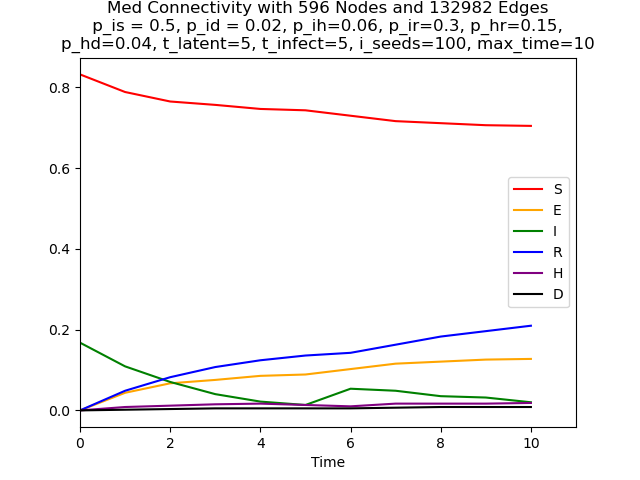 Med Connectivity with 596 Nodes and 132982 Edges
p_is = 0.5, p_id = 0.02, p_ih=0.06, p_ir=0.3, p_hr=0.15,
p_hd=0.04, t_latent=5, t_infect=5, i_seeds=100, max_time=10
0.8
0.6
0.4
0.2
0.0
S
E
I
R
H
D
0 2 4 6 8 10
Time